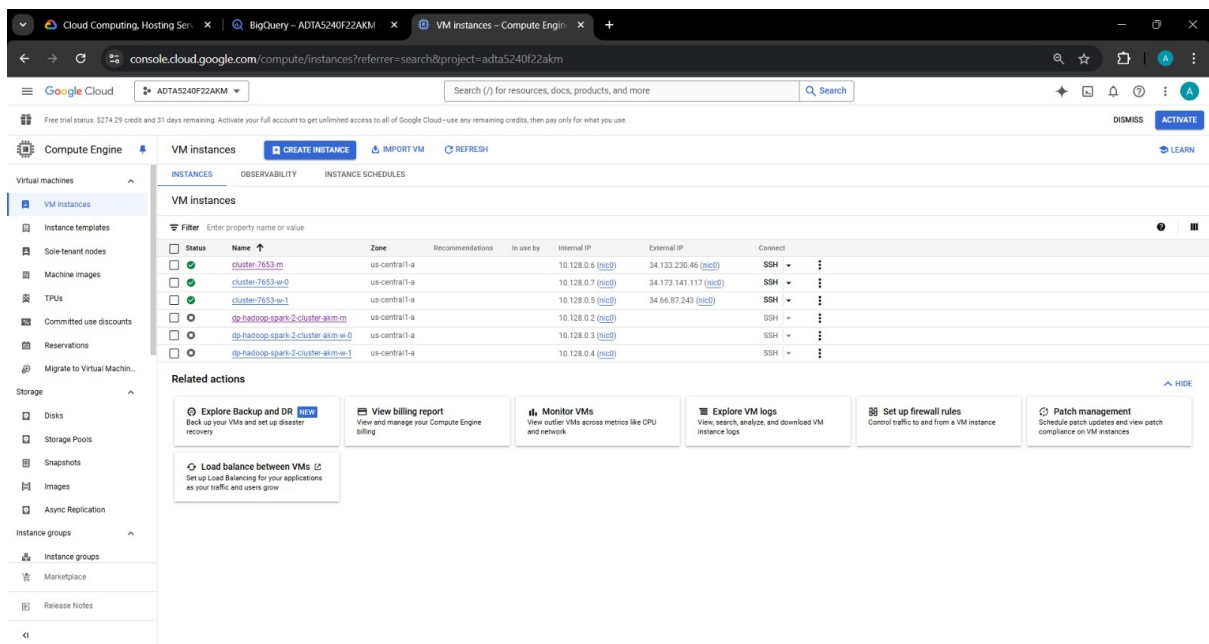 Cloud Computing, Hosting Serv
BigQuery – ADTA5240F22AKM
VM instances – Compute Engin
console.cloud.google.com/compute/instances?referrer=search&project=adta5240f22akm
A
Google Cloud
ADTA5240F22AKM
Search (/) for resources, docs, products, and more
Search
A
Free trial status: $274.29 credit and 31 days remaining. Activate your full account to get unlimited access to all of Google Cloud—use any remaining credits, then pay only for what you use.
DISMISS
ACTIVATE
Compute Engine
VM instances
CREATE INSTANCE
IMPORT VM
REFRESH
LEARN
Virtual machines
VM instances
Instance templates
Sole-tenant nodes
Machine images
TPUs
Committed use discounts
Reservations
Migrate to Virtual Machin...
Storage
Disks
Storage Pools
Snapshots
Images
Async Replication
Instance groups
Instance groups
Marketplace
Release Notes
INSTANCES OBSERVABILITY INSTANCE SCHEDULES
VM instances
Filter Enter property name or value
Status Name Zone Recommendations In use by Internal IP External IP Connect
cluster-7653-m us-central1-a 10.128.0.6 (nic0) 34.133.230.46 (nic0) SSH
cluster-7653-w-0 us-central1-a 10.128.0.7 (nic0) 34.173.141.117 (nic0) SSH
cluster-7653-w-1 us-central1-a 10.128.0.5 (nic0) 34.66.87.243 (nic0) SSH
dp-hadoop-spark-2-cluster-akm-m us-central1-a 10.128.0.2 (nic0) SSH
dp-hadoop-spark-2-cluster-akm-w-0 us-central1-a 10.128.0.3 (nic0) SSH
dp-hadoop-spark-2-cluster-akm-w-1 us-central1-a 10.128.0.4 (nic0) SSH
Related actions
HIDE
Explore Backup and DR NEW
Back up your VMs and set up disaster
recovery
View billing report
View and manage your Compute Engine
billing
Monitor VMs
View outlier VMs across metrics like CPU
and network
Explore VM logs
View, search, analyze, and download VM
instance logs
Set up firewall rules
Control traffic to and from a VM instance
Patch management
Schedule patch updates and view patch
compliance on VM instances
Load balance between VMs
Set up Load Balancing for your applications
as your traffic and users grow